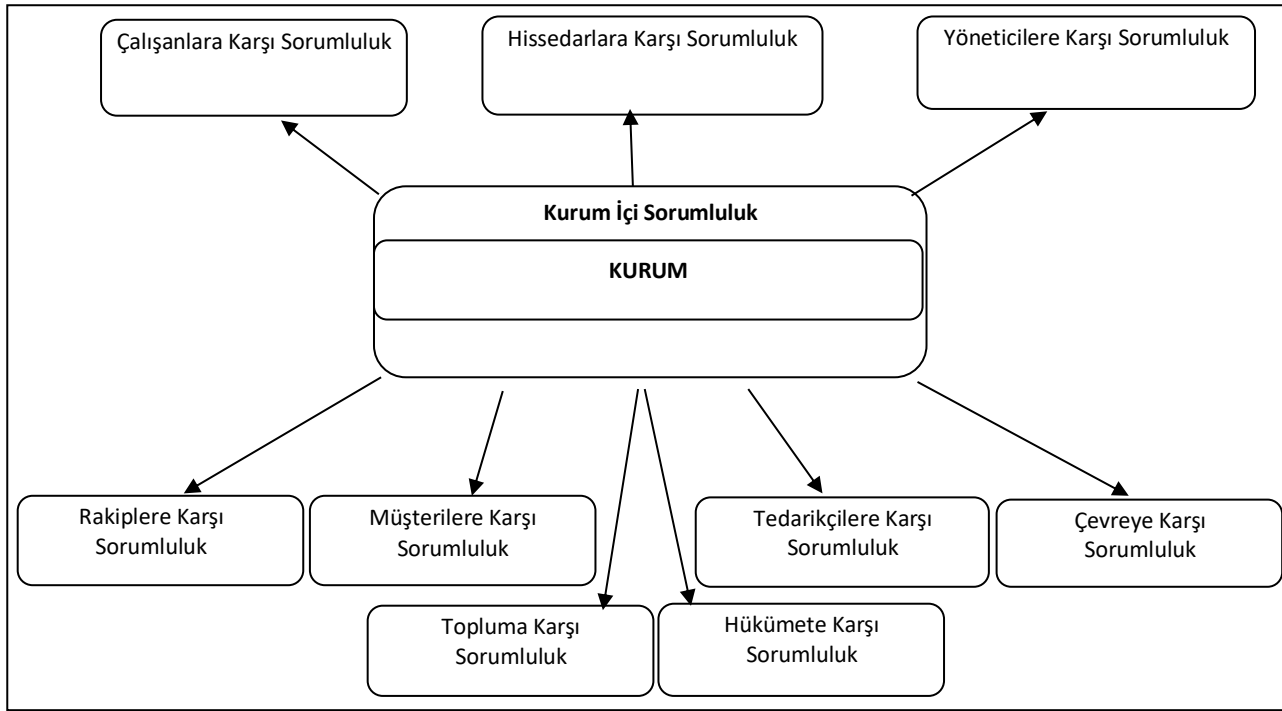 Çalışanlara Karşı Sorumluluk
Hissedarlara Karşı Sorumluluk
Yöneticilere Karşı Sorumluluk
Kurum İçi Sorumluluk
KURUM
Rakiplere Karşı
Sorumluluk
Müşterilere Karşı
Sorumluluk
Tedarikçilere Karşı
Sorumluluk
Çevreye Karşı
Sorumluluk
Topluma Karşı
Sorumluluk
Hükümete Karşı
Sorumluluk